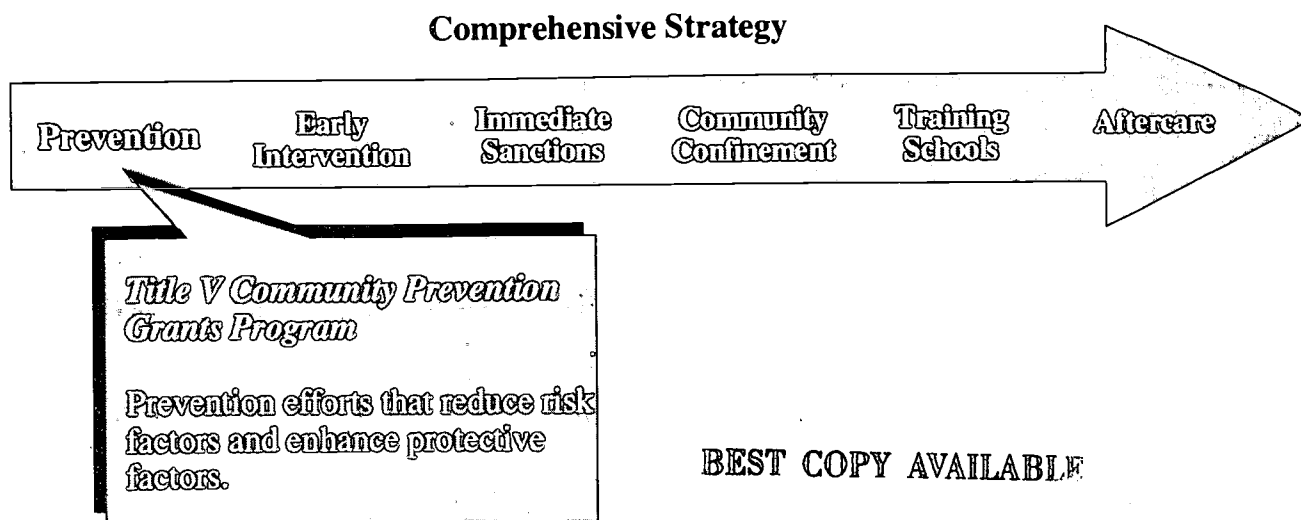 Comprehensive Strategy
Prevention
Early
Intervention
Immediate
Sanctions
Community
Confinement
Training
Schools
Aftercare
Title V Community Prevention
Grants Program
Prevention efforts that reduce risk
factors and enhance protective
factors.
BEST COPY AVAILABLE